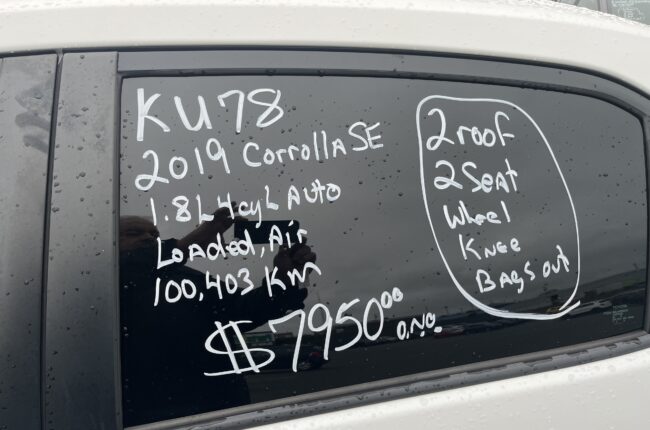 KU78
2019 CorrollaSE
1.8L 4cyL Auto
Loaded, Air
100,403 Km
$7950.00 O.N.O.
2 roof
2 Seat
Wheel
Knee
Bags out